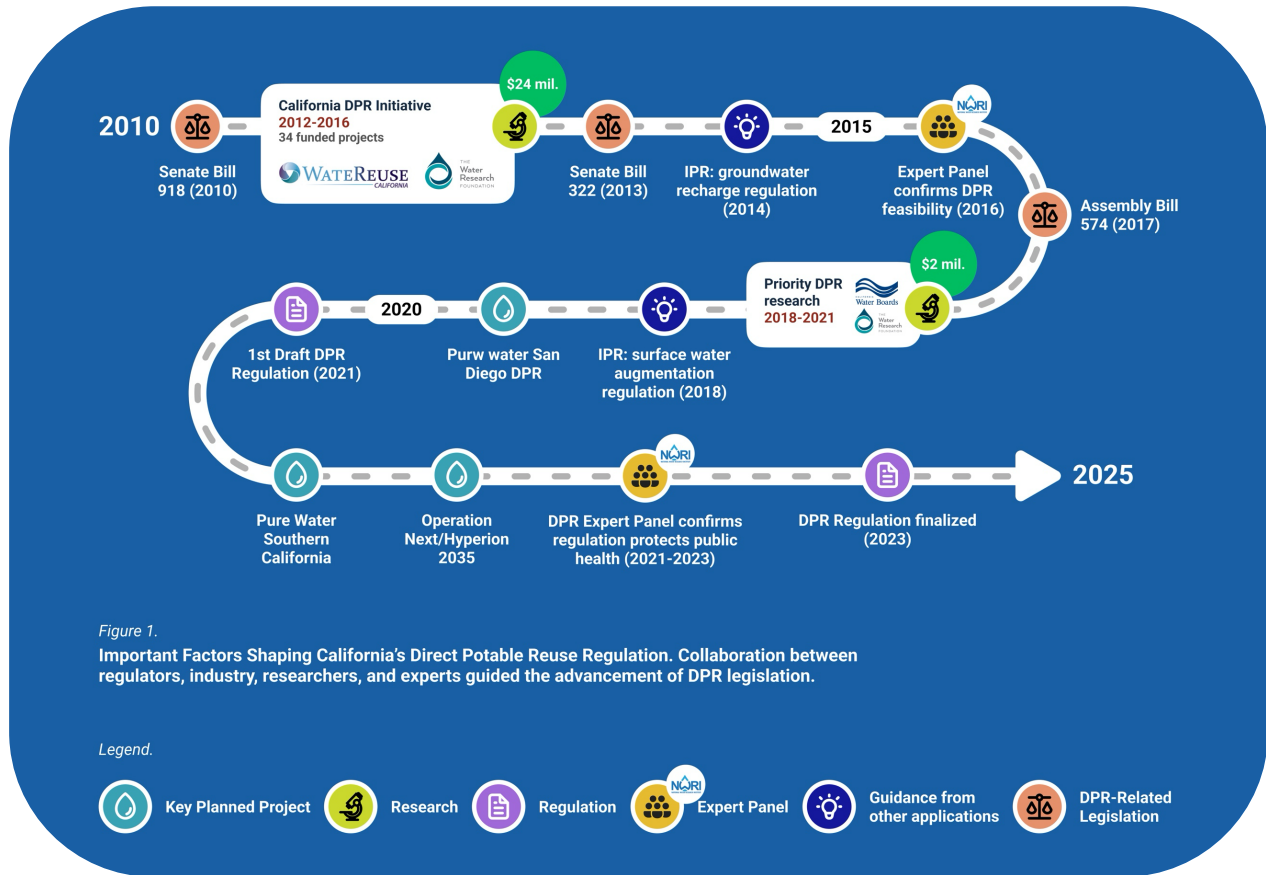 2010
Senate Bill
918 (2010)
California DPR Initiative
2012-2016
34 funded projects
WATEREUSE
CALIFORNIA
THE
Water
Research
FOUNDATION
$24 mil.
Senate Bill
322 (2013)
IPR: groundwater
recharge regulation
(2014)
2015
NWRI
Expert Panel
confirms DPR
feasibility (2016)
Assembly Bill
574 (2017)
$2 mil.
Priority DPR
research
2018-2021
CALIFORNIA
Water Boards
THE
Water
Research
FOUNDATION
IPR: surface water
augmentation
regulation (2018)
Purw water San
Diego DPR
2020
1st Draft DPR
Regulation (2021)
Pure Water
Southern
California
Operation
Next/Hyperion
2035
NWRI
DPR Expert Panel confirms
regulation protects public
health (2021-2023)
DPR Regulation finalized
(2023)
2025
Figure 1.
Important Factors Shaping California's Direct Potable Reuse Regulation. Collaboration between
regulators, industry, researchers, and experts guided the advancement of DPR legislation.
Legend.
Key Planned Project
Research
Regulation
NWRI
Expert Panel
Guidance from
other applications
DPR-Related
Legislation